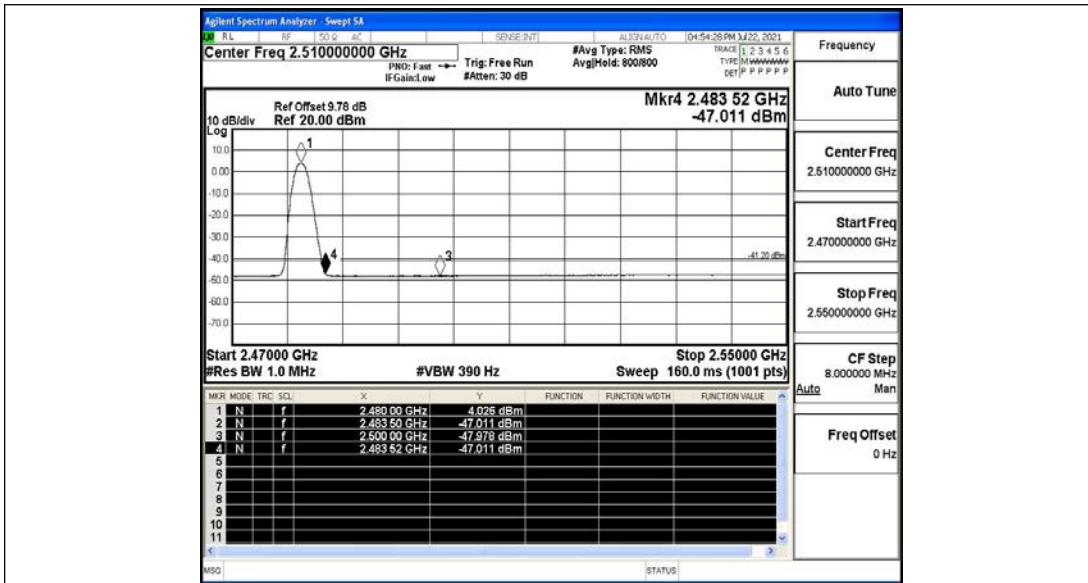 Agilent Spectrum Analyzer - Swept SA
RL RF 50 Ω AC SENSE:INT ALIGN AUTO 04:54:28 PM Jul 22, 2021
Center Freq 2.510000000 GHz #Avg Type: RMS TRACE 1 2 3 4 5 6
PNO: Fast Trig: Free Run Avg|Hold: 800/800 TYPE M WWWWW
IFGain:Low #Atten: 30 dB DET P P P P P P
Ref Offset 9.78 dB Mkr4 2.483 52 GHz
10 dB/div Ref 20.00 dBm -47.011 dBm
Log
10.0
0.00
-10.0
-20.0
-30.0
-40.0
-50.0
-60.0
-70.0
1
4
3
-41.20 dBm
Start 2.47000 GHz Stop 2.55000 GHz
#Res BW 1.0 MHz #VBW 390 Hz Sweep 160.0 ms (1001 pts)
MKR MODE TRC SCL X Y FUNCTION FUNCTION WIDTH FUNCTION VALUE
1 N f 2.480 00 GHz 4.026 dBm
2 N f 2.483 50 GHz -47.011 dBm
3 N f 2.500 00 GHz -47.978 dBm
4 N f 2.483 52 GHz -47.011 dBm
5
6
7
8
9
10
11
MSG STATUS
Frequency
Auto Tune
Center Freq
2.510000000 GHz
Start Freq
2.470000000 GHz
Stop Freq
2.550000000 GHz
CF Step
8.000000 MHz
Auto Man
Freq Offset
0 Hz